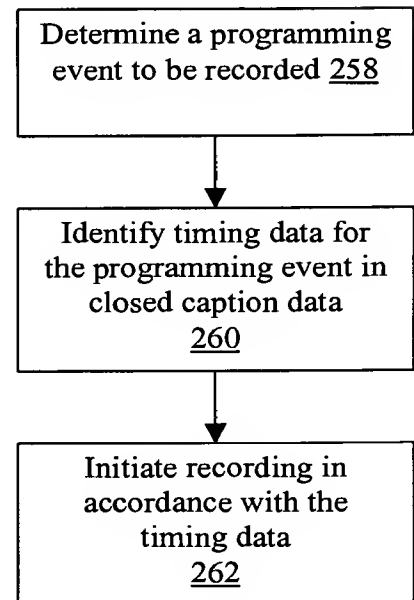 Determine a programming
event to be recorded 258
Identify timing data for
the programming event in
closed caption data
260
Initiate recording in
accordance with the
timing data
262